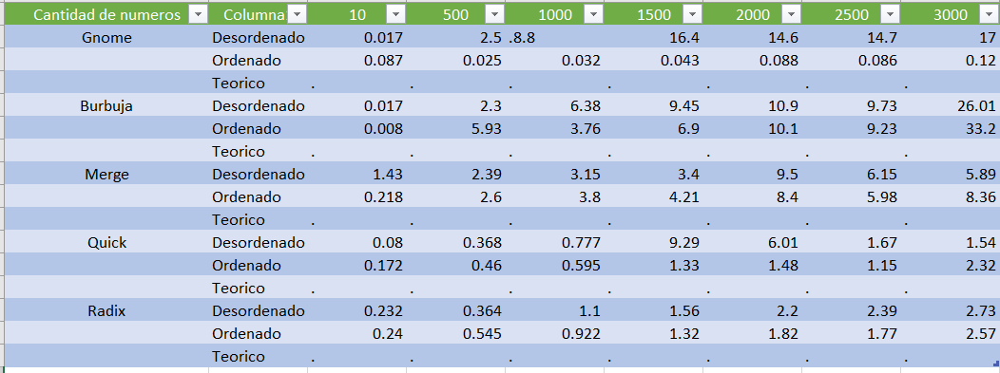 Cantidad de numeros Columna 10 500 1000 1500 2000 2500 3000
Gnome Desordenado 0.017 2.5 .8.8 16.4 14.6 14.7 17
Ordenado 0.087 0.025 0.032 0.043 0.088 0.086 0.12
Teorico . . . . . . .
Burbuja Desordenado 0.017 2.3 6.38 9.45 10.9 9.73 26.01
Ordenado 0.008 5.93 3.76 6.9 10.1 9.23 33.2
Teorico . . . . . . .
Merge Desordenado 1.43 2.39 3.15 3.4 9.5 6.15 5.89
Ordenado 0.218 2.6 3.8 4.21 8.4 5.98 8.36
Teorico . . . . . . .
Quick Desordenado 0.08 0.368 0.777 9.29 6.01 1.67 1.54
Ordenado 0.172 0.46 0.595 1.33 1.48 1.15 2.32
Teorico . . . . . . .
Radix Desordenado 0.232 0.364 1.1 1.56 2.2 2.39 2.73
Ordenado 0.24 0.545 0.922 1.32 1.82 1.77 2.57
Teorico . . . . . . .